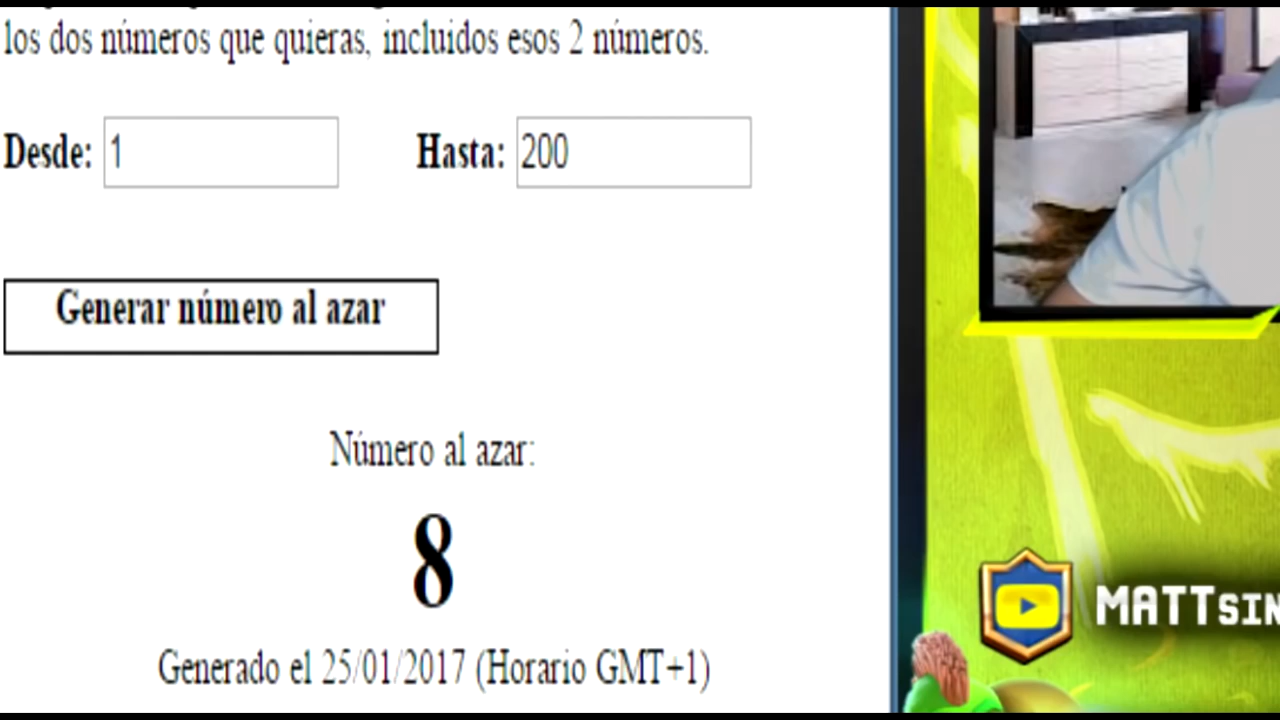 los dos números que quieras, incluidos esos 2 números.
Desde: 1 Hasta: 200
Generar número al azar
Número al azar:
8
Generado el 25/01/2017 (Horario GMT+1)
MATTSIN